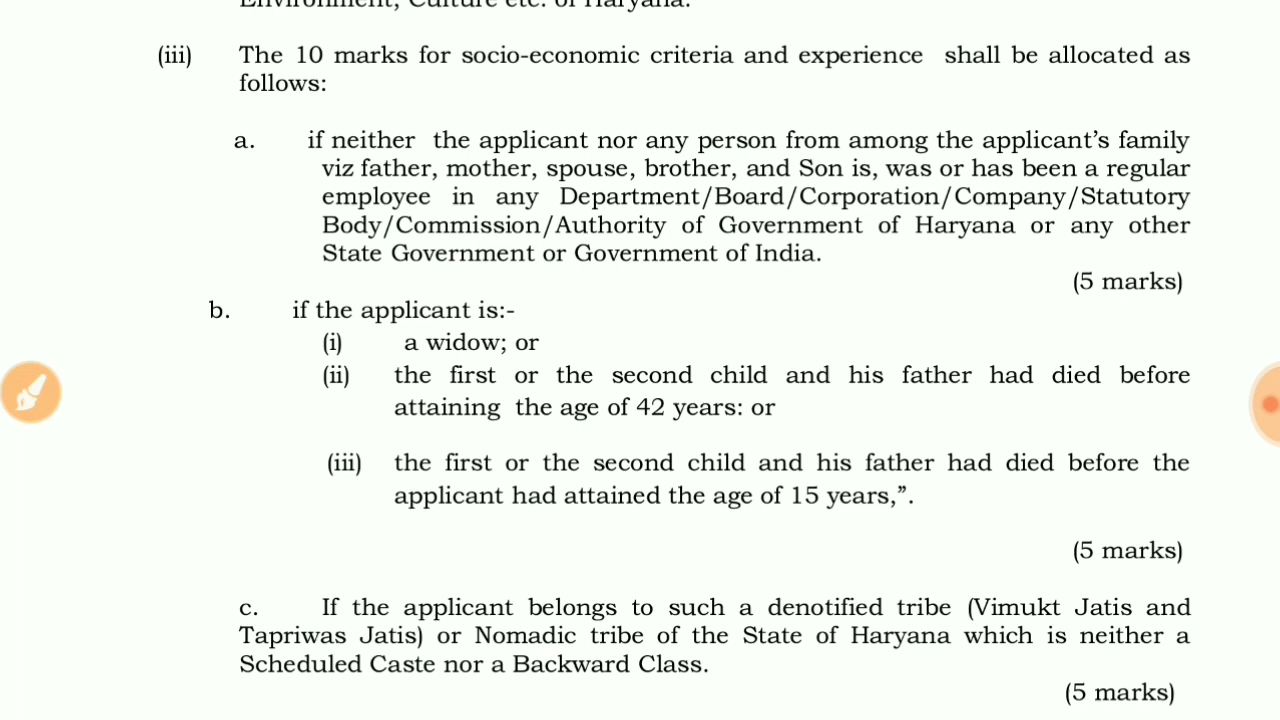 Environment, Culture etc. of Haryana.
(iii) The 10 marks for socio-economic criteria and experience shall be allocated as
follows:
a. if neither the applicant nor any person from among the applicant’s family
viz father, mother, spouse, brother, and Son is, was or has been a regular
employee in any Department/Board/Corporation/Company/Statutory
Body/Commission/Authority of Government of Haryana or any other
State Government or Government of India.
(5 marks)
b. if the applicant is:-
(i) a widow; or
(ii) the first or the second child and his father had died before
attaining the age of 42 years: or
(iii) the first or the second child and his father had died before the
applicant had attained the age of 15 years,”.
(5 marks)
c. If the applicant belongs to such a denotified tribe (Vimukt Jatis and
Tapriwas Jatis) or Nomadic tribe of the State of Haryana which is neither a
Scheduled Caste nor a Backward Class.
(5 marks)